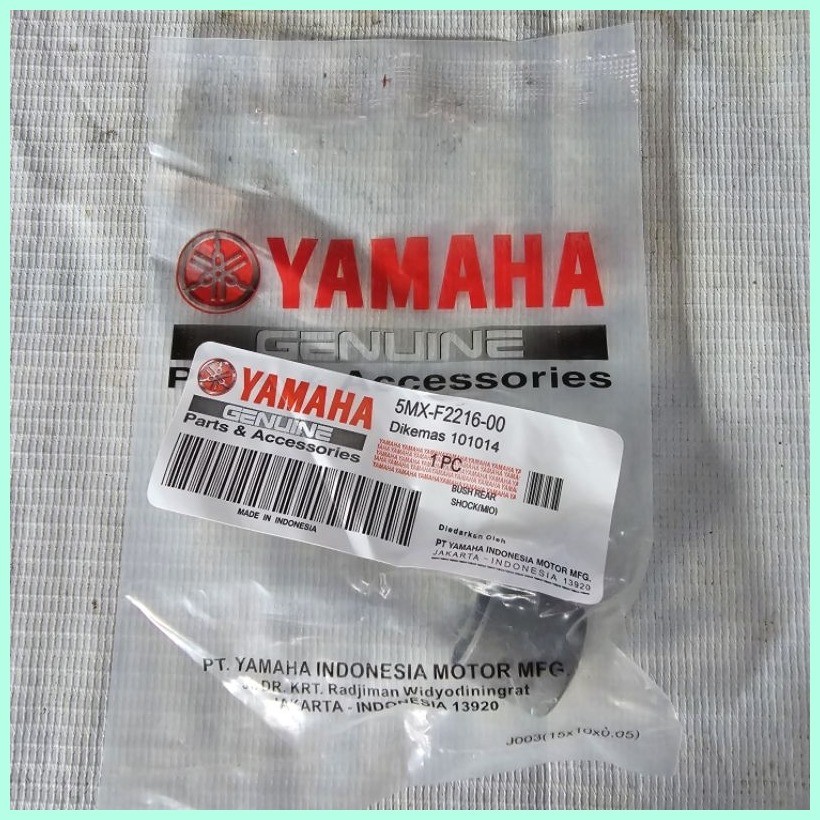 YAMAHA
GENUINE
Parts & Accessories
YAMAHA
GENUINE
Parts & Accessories
MADE IN INDONESIA
5MX-F2216-00
Dikemas 101014
1 PC
BUSH REAR
SHOCK(MIO)
Diedarkan Oleh
PT YAMAHA INDONESIA MOTOR MFG.
JAKARTA - INDONESIA 13920
PT. YAMAHA INDONESIA MOTOR MFG.
DR. KRT. Radjiman Widyodiningrat
JAKARTA - INDONESIA 13920
J003(15x10x0.05)